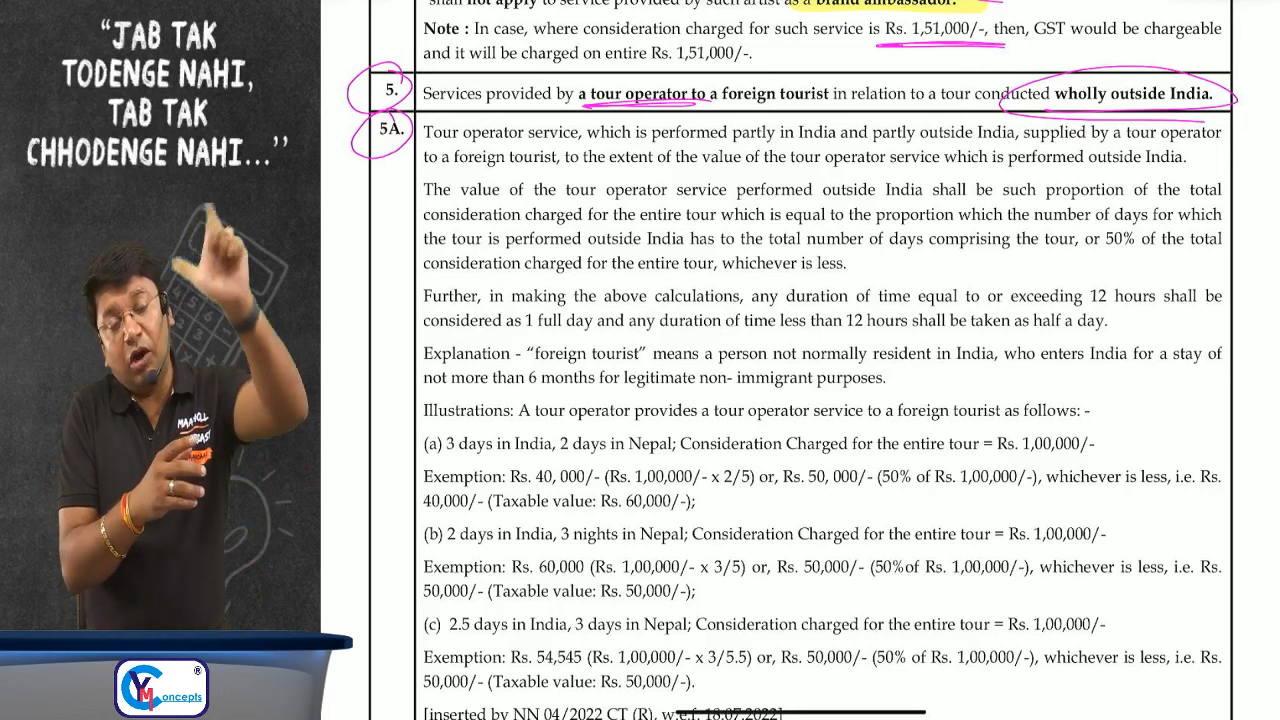 “JAB TAK
TODENGE NAHI,
TAB TAK
CHHODENGE NAHI...’’
shall not apply to service provided by such artist as a brand ambassador.
Note : In case, where consideration charged for such service is Rs. 1,51,000/-, then, GST would be chargeable
and it will be charged on entire Rs. 1,51,000/-.
5. Services provided by a tour operator to a foreign tourist in relation to a tour conducted wholly outside India.
5A. Tour operator service, which is performed partly in India and partly outside India, supplied by a tour operator
to a foreign tourist, to the extent of the value of the tour operator service which is performed outside India.
The value of the tour operator service performed outside India shall be such proportion of the total
consideration charged for the entire tour which is equal to the proportion which the number of days for which
the tour is performed outside India has to the total number of days comprising the tour, or 50% of the total
consideration charged for the entire tour, whichever is less.
Further, in making the above calculations, any duration of time equal to or exceeding 12 hours shall be
considered as 1 full day and any duration of time less than 12 hours shall be taken as half a day.
Explanation - “foreign tourist” means a person not normally resident in India, who enters India for a stay of
not more than 6 months for legitimate non- immigrant purposes.
Illustrations: A tour operator provides a tour operator service to a foreign tourist as follows: -
(a) 3 days in India, 2 days in Nepal; Consideration Charged for the entire tour = Rs. 1,00,000/-
Exemption: Rs. 40, 000/- (Rs. 1,00,000/- x 2/5) or, Rs. 50, 000/- (50% of Rs. 1,00,000/-), whichever is less, i.e. Rs.
40,000/- (Taxable value: Rs. 60,000/-);
(b) 2 days in India, 3 nights in Nepal; Consideration Charged for the entire tour = Rs. 1,00,000/-
Exemption: Rs. 60,000 (Rs. 1,00,000/- x 3/5) or, Rs. 50,000/- (50%of Rs. 1,00,000/-), whichever is less, i.e. Rs.
50,000/- (Taxable value: Rs. 50,000/-);
(c) 2.5 days in India, 3 days in Nepal; Consideration charged for the entire tour = Rs. 1,00,000/-
Exemption: Rs. 54,545 (Rs. 1,00,000/- x 3/5.5) or, Rs. 50,000/- (50% of Rs. 1,00,000/-), whichever is less, i.e. Rs.
50,000/- (Taxable value: Rs. 50,000/-).
[inserted by NN 04/2022 CT (R), w.e.f. 18.07.2022]
YM Concepts ®